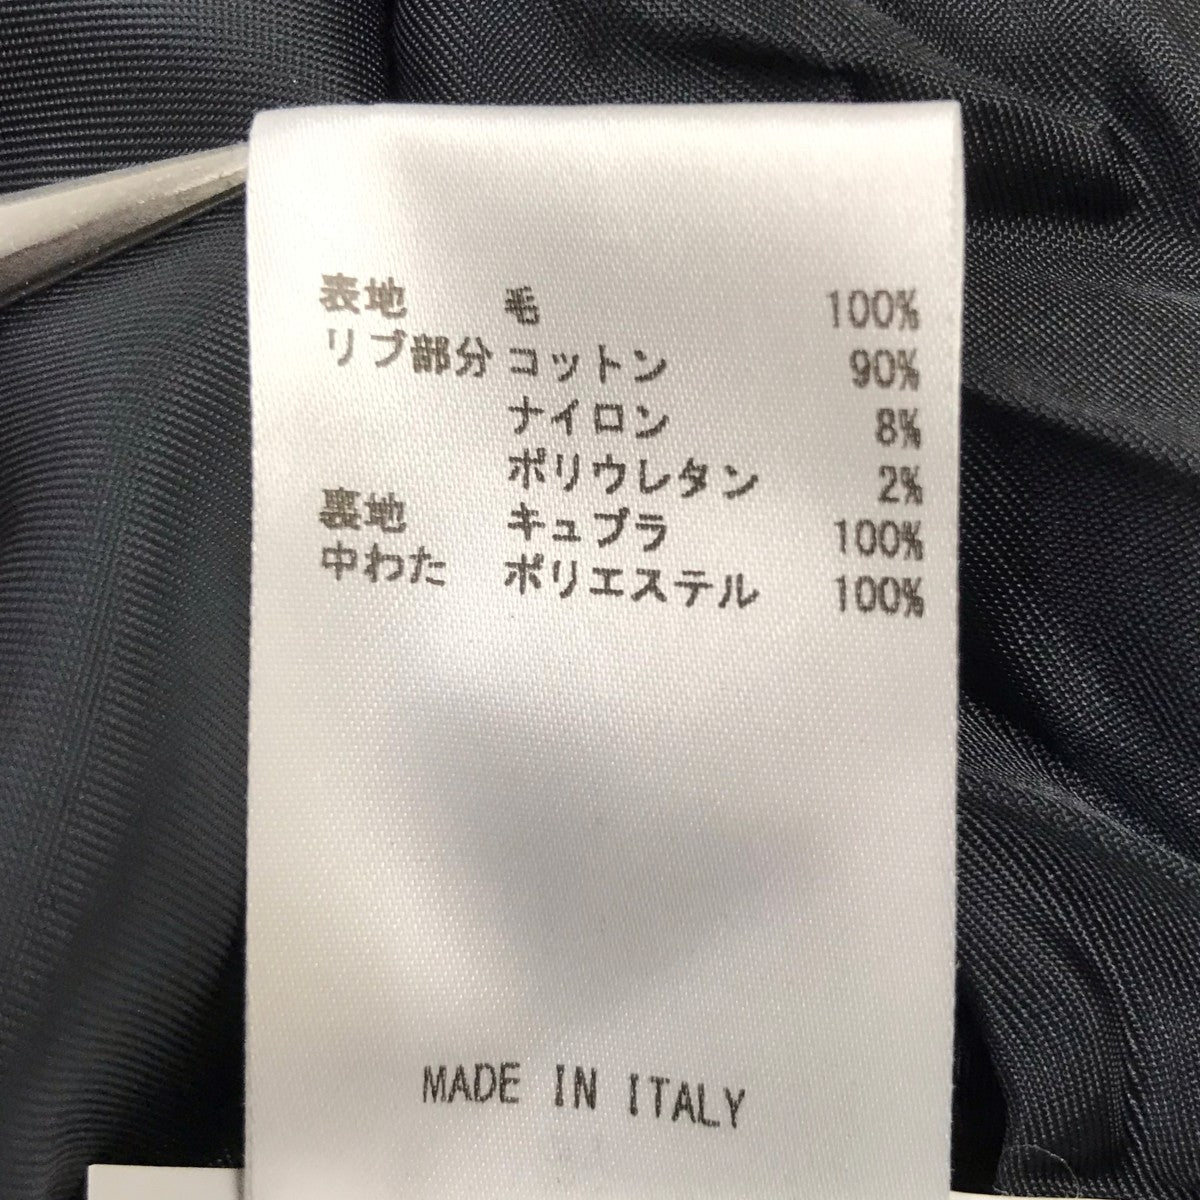 表地 毛 100%
リブ部分 コットン 90%
ナイロン 8%
ポリウレタン 2%
裏地 キュプラ 100%
中わた ポリエステル 100%
MADE IN ITALY